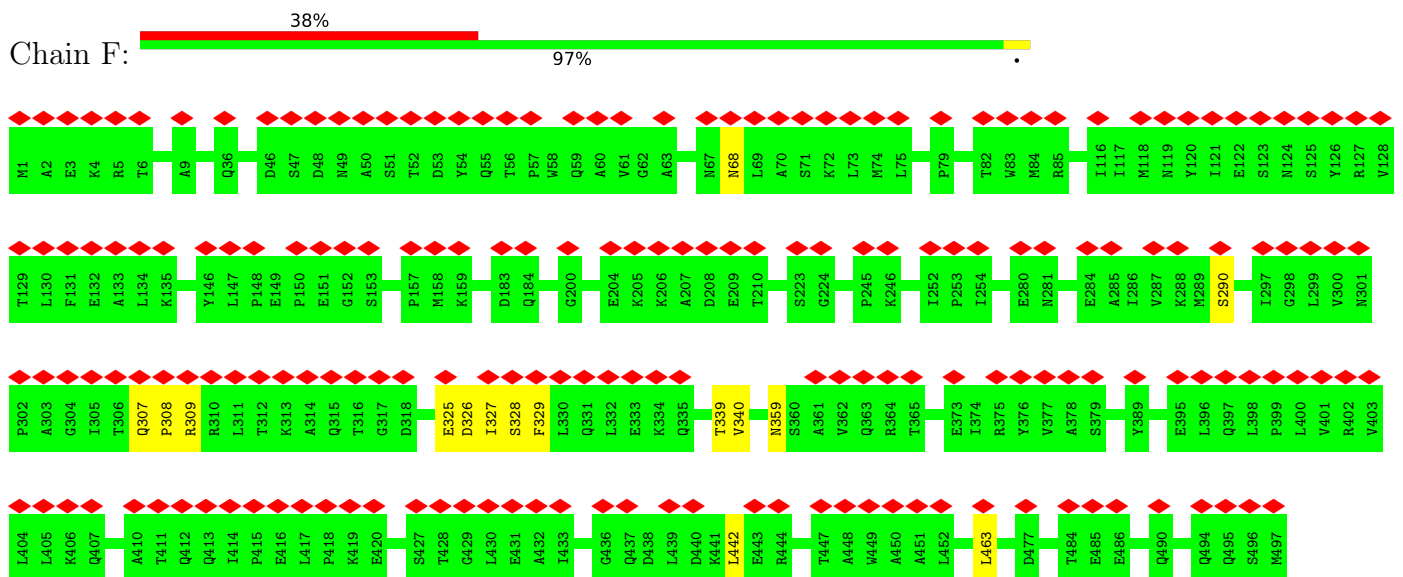 38%
Chain F:
97%
.
M1 A2 E3 K4 R5 T6 A9 Q36 D46 S47 D48 N49 A50 S51 T52 D53 Y54 Q55 T56 P57 W58 Q59 A60 V61 G62 A63 N67 N68 L69 A70 S71 K72 L73 M74 L75 P79 T82 W83 M84 R85 I116 I117 M118 N119 Y120 I121 E122 S123 N124 S125 Y126 R127 V128
T129 L130 F131 E132 A133 L134 K135 Y146 L147 P148 E149 P150 E151 G152 S153 P157 M158 K159 D183 Q184 G200 E204 K205 K206 A207 D208 E209 T210 S223 G224 P245 K246 I252 P253 I254 E280 N281 E284 A285 I286 V287 K288 M289 S290 I297 G298 L299 V300 N301
P302 A303 G304 I305 T306 Q307 P308 R309 R310 L311 T312 K313 A314 Q315 T316 G317 D318 E325 D326 I327 S328 F329 L330 Q331 L332 E333 K334 Q335 T339 V340 N359 S360 A361 V362 Q363 R364 T365 E373 I374 R375 Y376 V377 A378 S379 Y389 E395 L396 Q397 L398 P399 L400 V401 R402 V403
L404 L405 K406 Q407 A410 T411 Q412 Q413 I414 P415 E416 L417 P418 K419 E420 S427 T428 G429 L430 E431 A432 I433 G436 Q437 D438 L439 D440 K441 L442 E443 R444 T447 A448 W449 A450 A451 L452 L463 D477 T484 E485 E486 Q490 Q494 Q495 S496 M497